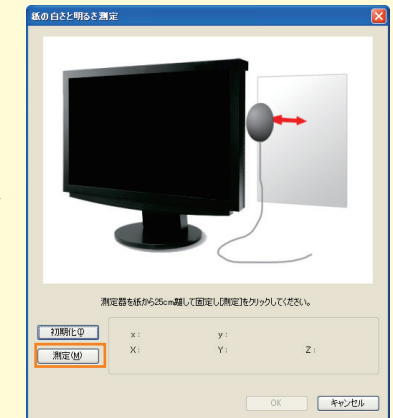 紙の白さと明るさ測定
測定器を紙から25cm離して固定し[測定]をクリックしてください。
初期化(I)
測定(M)
x :
y :
X :
Y :
Z :
OK
キャンセル